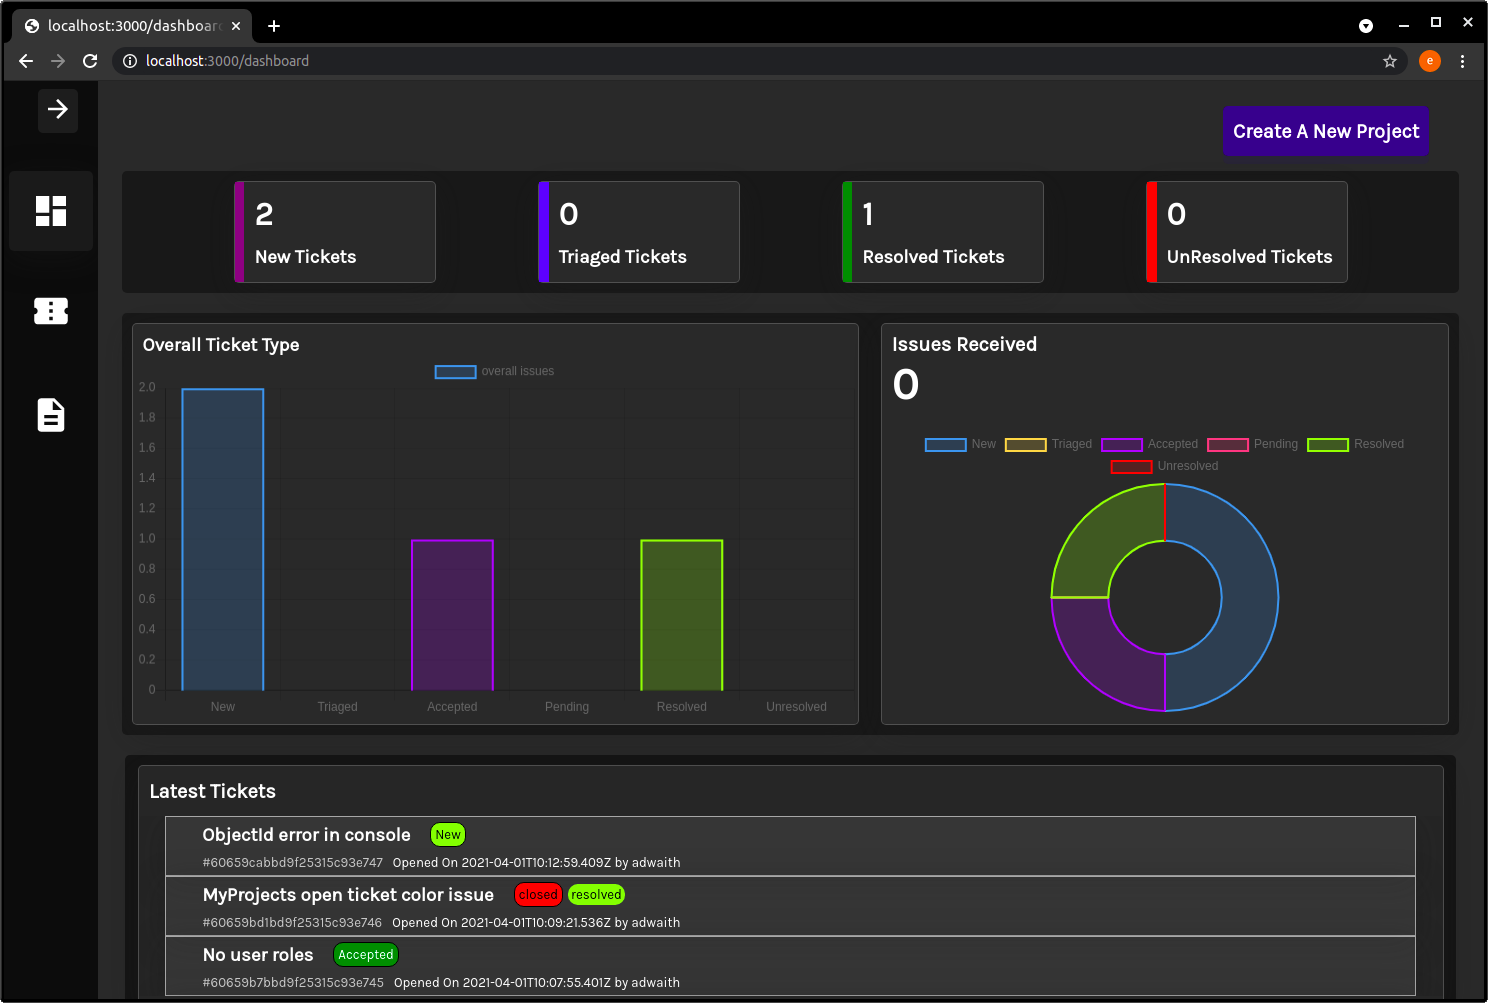 localhost:3000/dashboard
localhost:3000/dashboard
e
Create A New Project
2
New Tickets
0
Triaged Tickets
1
Resolved Tickets
0
UnResolved Tickets
Overall Ticket Type
overall issues
2.0
1.8
1.6
1.4
1.2
1.0
0.8
0.6
0.4
0.2
0
New Triaged Accepted Pending Resolved Unresolved
Issues Received
0
New Triaged Accepted Pending Resolved
Unresolved
Latest Tickets
ObjectId error in console New
#60659cabbd9f25315c93e747 Opened On 2021-04-01T10:12:59.409Z by adwaith
MyProjects open ticket color issue closed resolved
#60659bd1bd9f25315c93e746 Opened On 2021-04-01T10:09:21.536Z by adwaith
No user roles Accepted
#60659b7bbd9f25315c93e745 Opened On 2021-04-01T10:07:55.401Z by adwaith